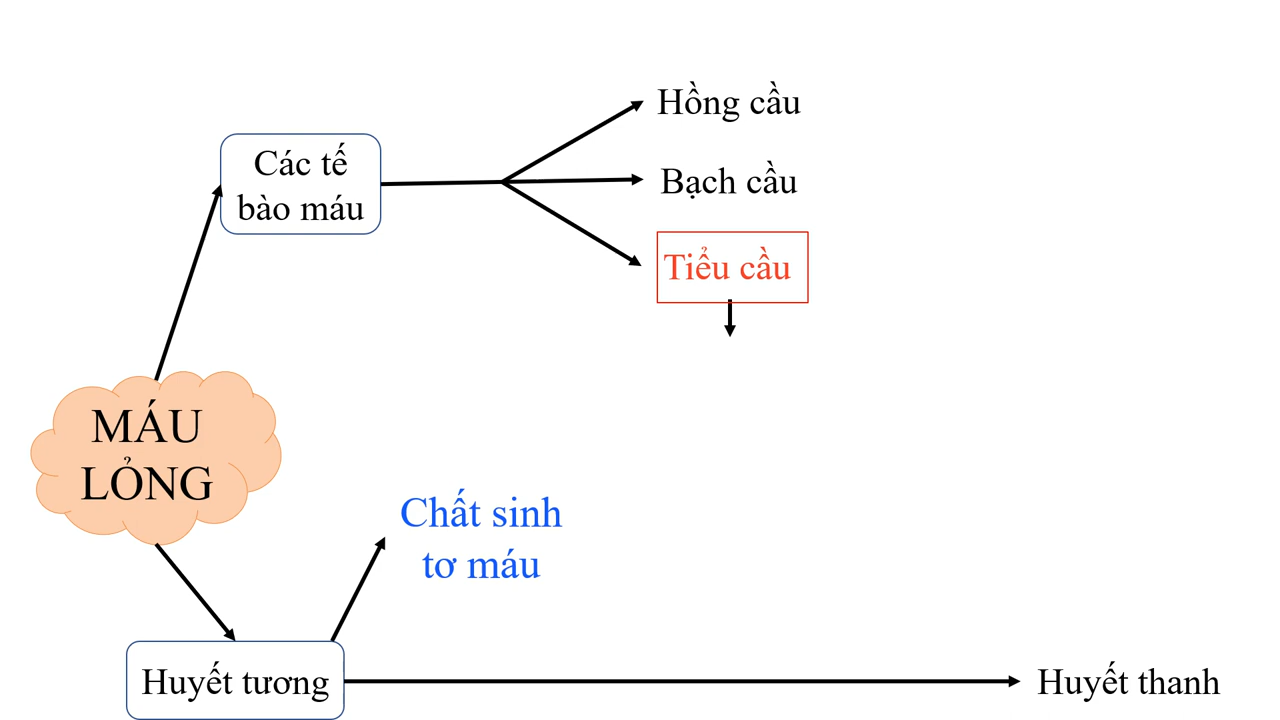 Hồng cầu
Các tế
bào máu
Bạch cầu
Tiểu cầu
MÁU
LỎNG
Chất sinh
tơ máu
Huyết tương
Huyết thanh